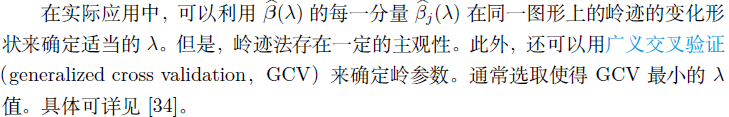 在实际应用中，可以利用 β̂(λ) 的每一分量 β̂ⱼ(λ) 在同一图形上的岭迹的变化形
状来确定适当的 λ。但是，岭迹法存在一定的主观性。此外，还可以用广义交叉验证
（generalized cross validation，GCV）来确定岭参数。通常选取使得 GCV 最小的 λ
值。具体可详见 [34]。